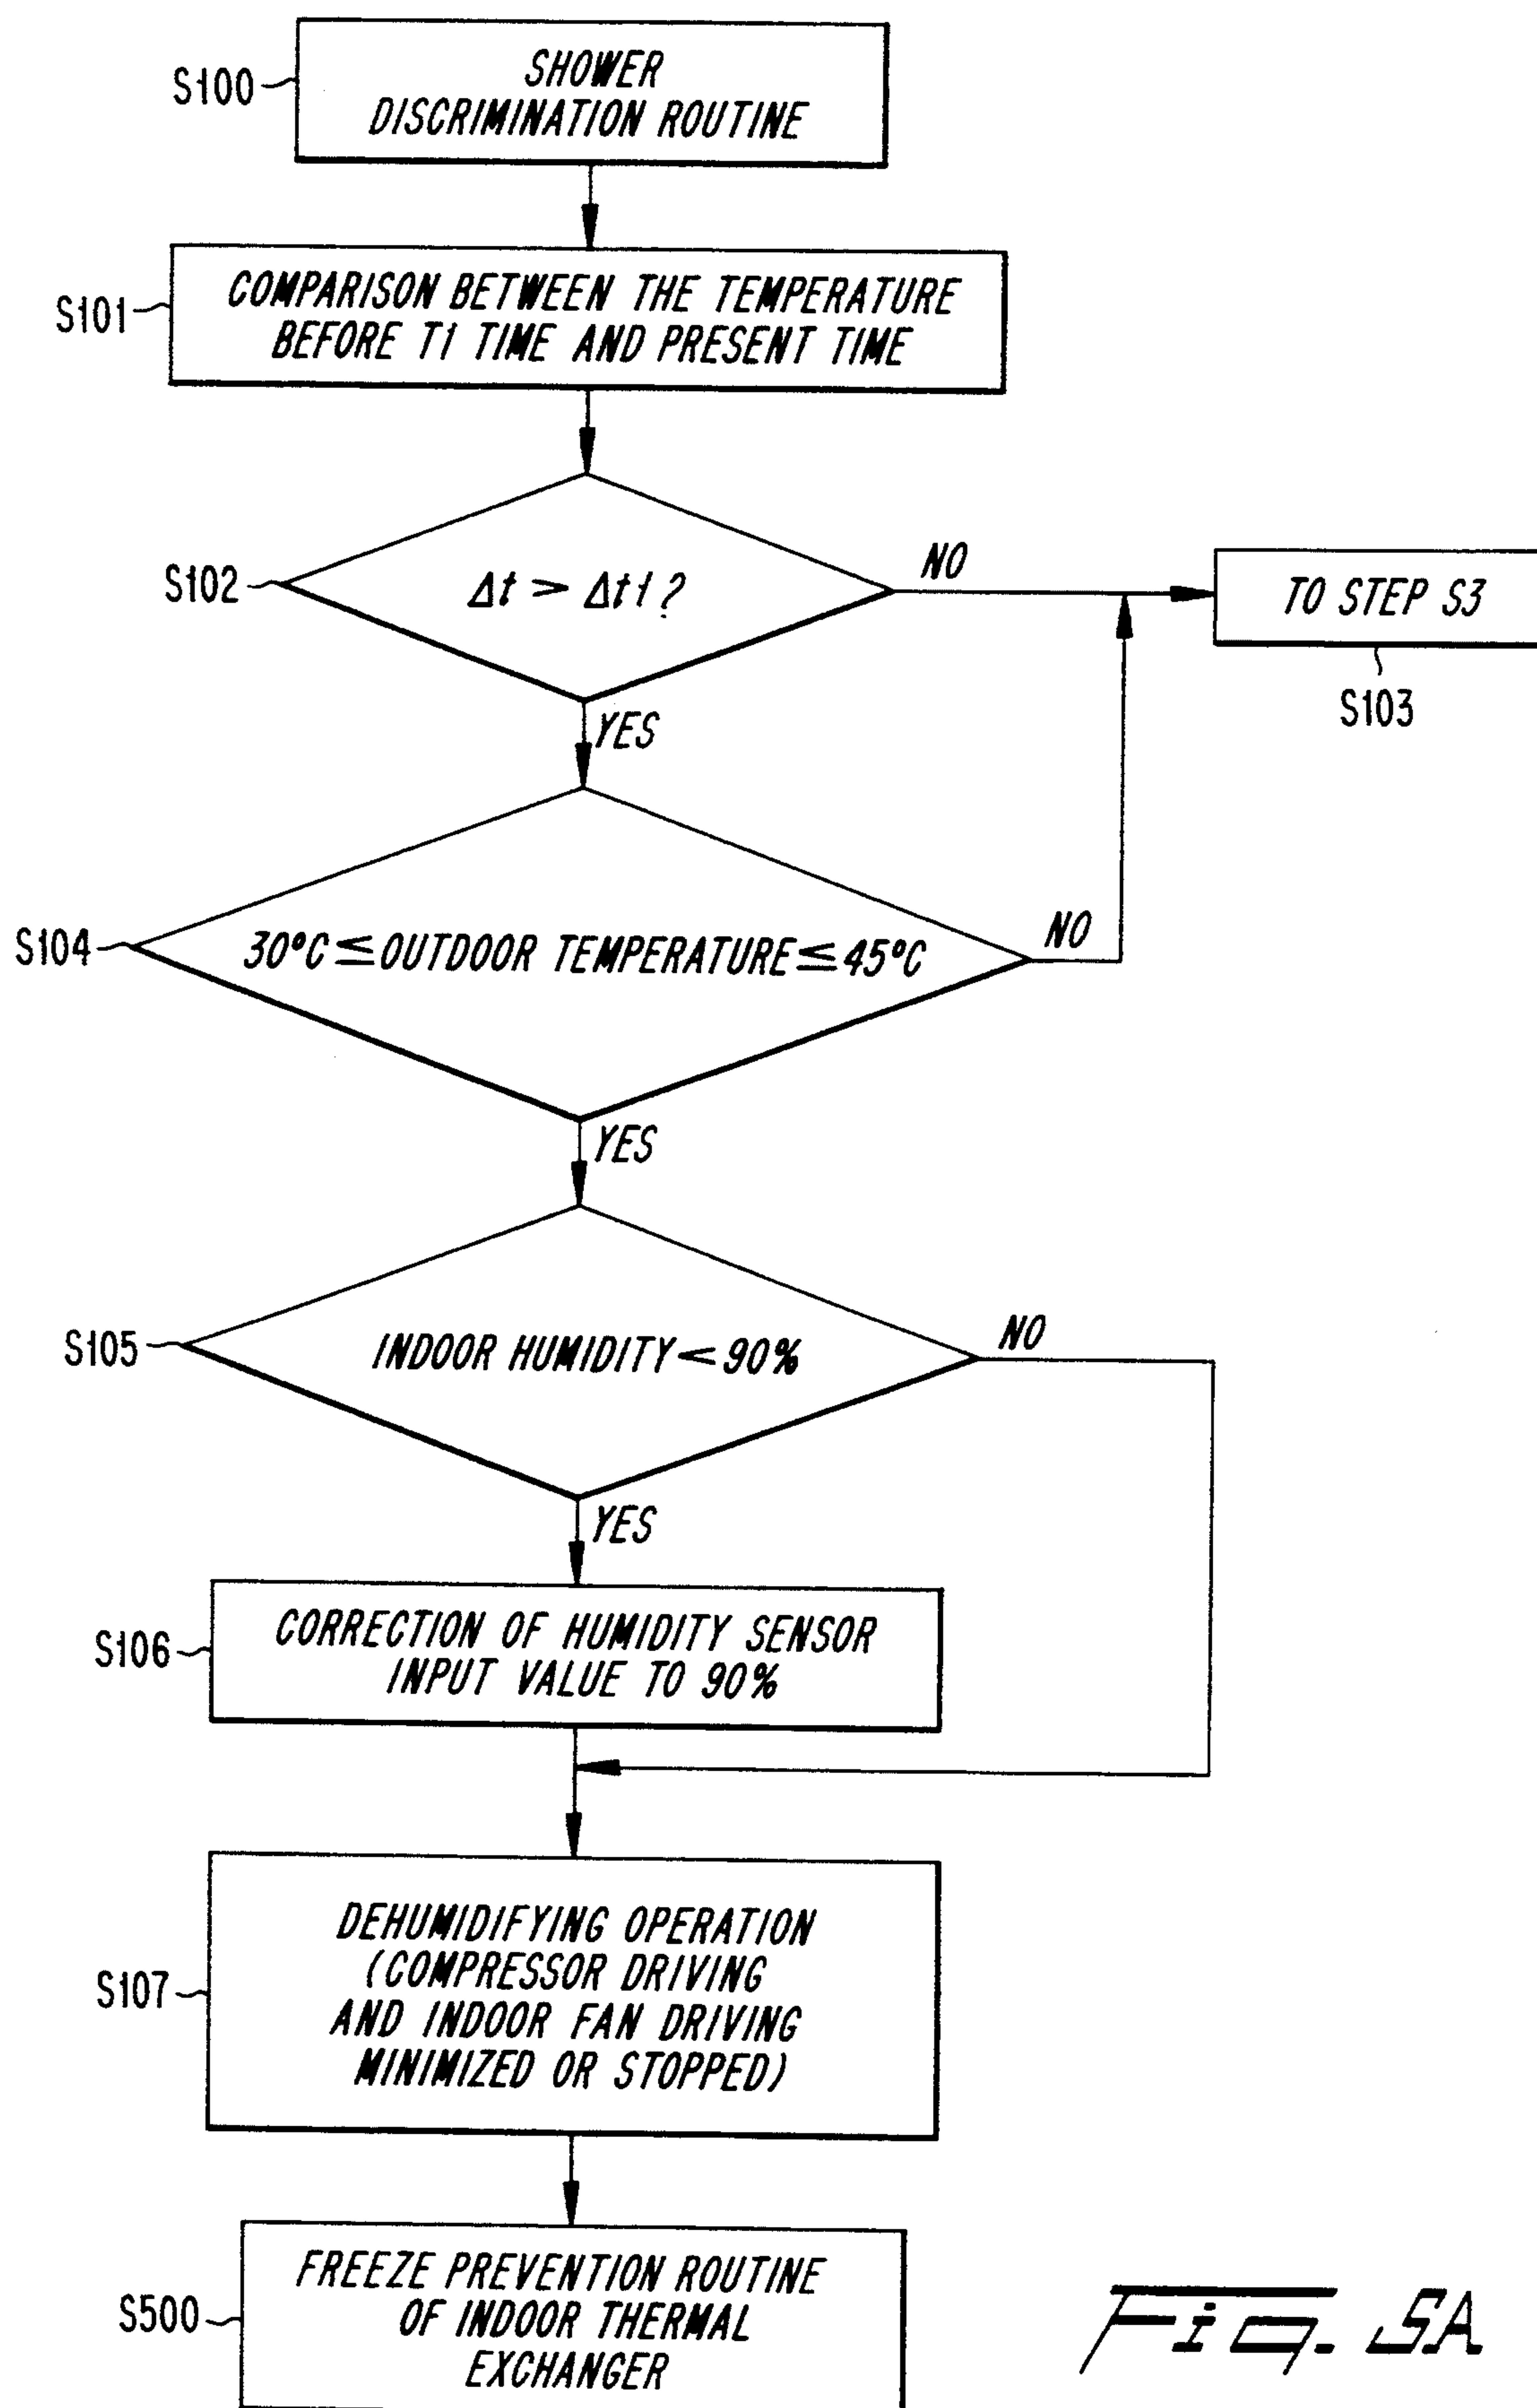 S100
SHOWER
DISCRIMINATION ROUTINE
S101
COMPARISON BETWEEN THE TEMPERATURE
BEFORE T1 TIME AND PRESENT TIME
S102
Δt > Δt1?
NO
TO STEP S3
S103
YES
S104
30°C ≦ OUTDOOR TEMPERATURE ≦ 45°C
NO
YES
S105
INDOOR HUMIDITY < 90%
NO
YES
S106
CORRECTION OF HUMIDITY SENSOR
INPUT VALUE TO 90%
S107
DEHUMIDIFYING OPERATION
(COMPRESSOR DRIVING
AND INDOOR FAN DRIVING
MINIMIZED OR STOPPED)
S500
FREEZE PREVENTION ROUTINE
OF INDOOR THERMAL
EXCHANGER
Fig. 5A